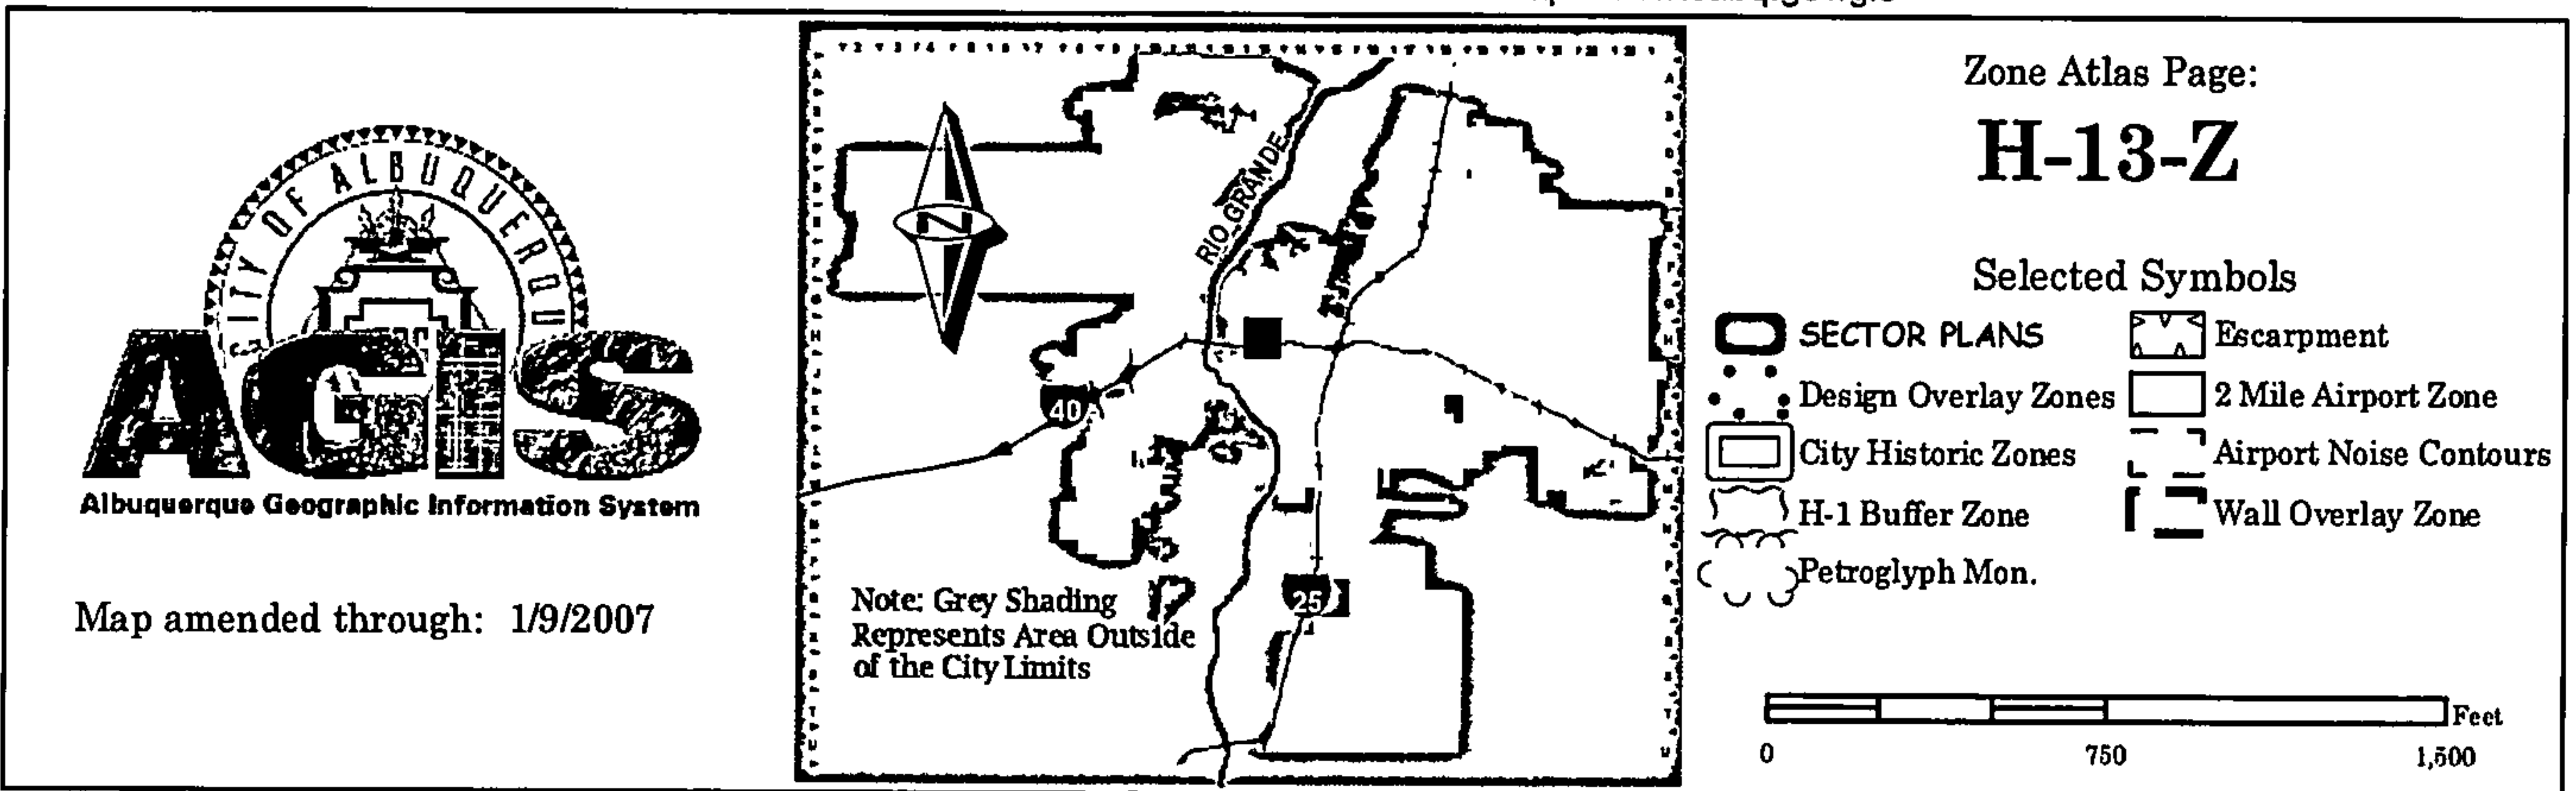 CITY OF ALBUQUERQU
AGIS
Albuquerque Geographic Information System
Map amended through: 1/9/2007
RIO GRANDE
N
40
25
Note: Grey Shading
Represents Area Outside
of the City Limits
Zone Atlas Page:
H-13-Z
Selected Symbols
SECTOR PLANS
Design Overlay Zones
City Historic Zones
H-1 Buffer Zone
Petroglyph Mon.
Escarpment
2 Mile Airport Zone
Airport Noise Contours
Wall Overlay Zone
Feet
0 750 1,500